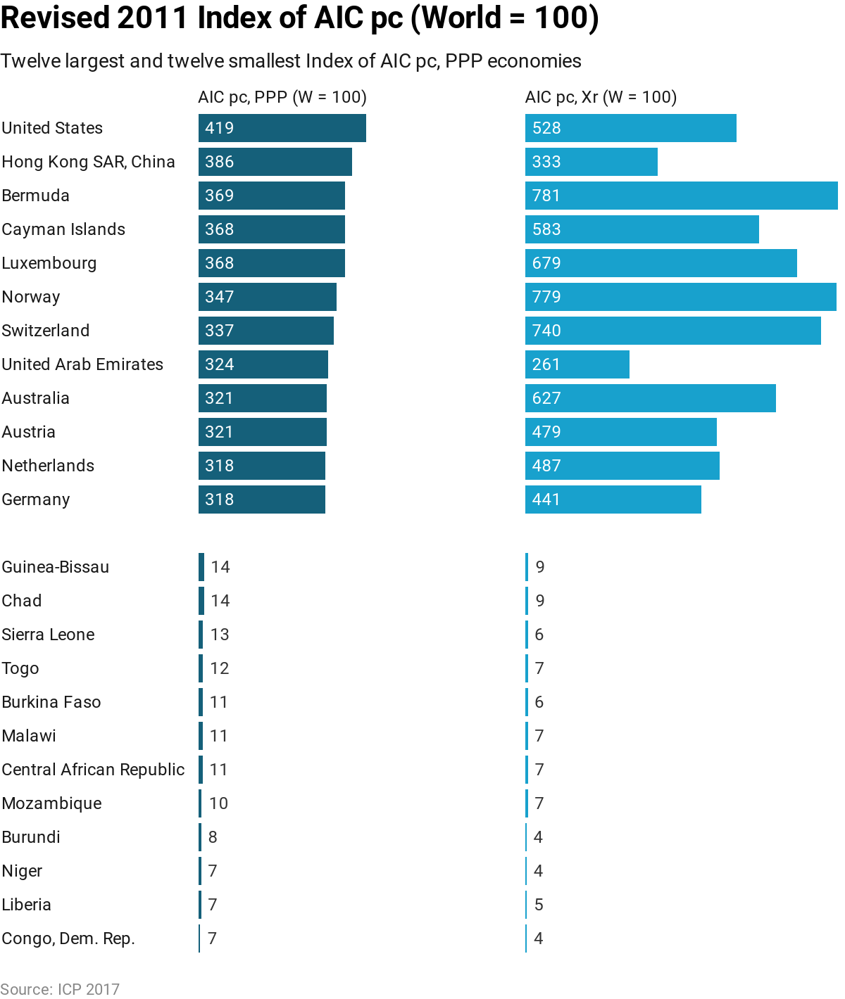 Revised 2011 Index of AIC pc (World = 100)
Twelve largest and twelve smallest Index of AIC pc, PPP economies
AIC pc, PPP (W = 100) AIC pc, Xr (W = 100)
United States 419 528
Hong Kong SAR, China 386 333
Bermuda 369 781
Cayman Islands 368 583
Luxembourg 368 679
Norway 347 779
Switzerland 337 740
United Arab Emirates 324 261
Australia 321 627
Austria 321 479
Netherlands 318 487
Germany 318 441
Guinea-Bissau 14 9
Chad 14 9
Sierra Leone 13 6
Togo 12 7
Burkina Faso 11 6
Malawi 11 7
Central African Republic 11 7
Mozambique 10 7
Burundi 8 4
Niger 7 4
Liberia 7 5
Congo, Dem. Rep. 7 4
Source: ICP 2017